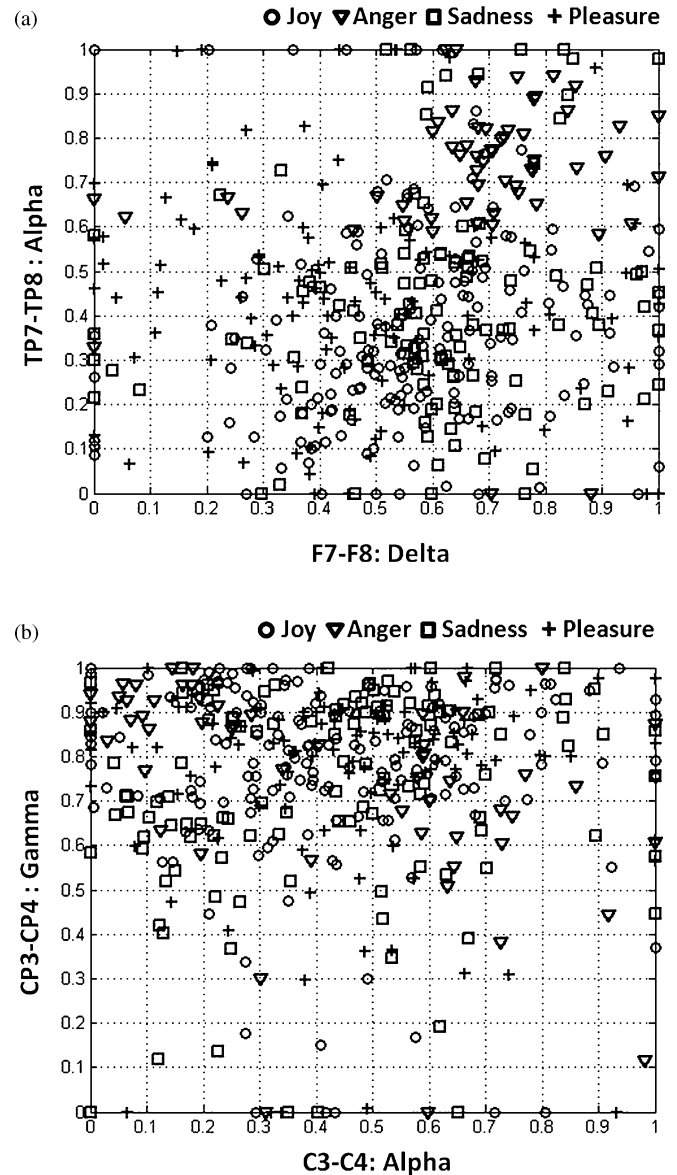 (a)
Joy Anger Sadness Pleasure
1
0.9
0.8
0.7
0.6
0.5
0.4
0.3
0.2
0.1
0
TP7-TP8 : Alpha
0 0.1 0.2 0.3 0.4 0.5 0.6 0.7 0.8 0.9 1
F7-F8: Delta
(b)
Joy Anger Sadness Pleasure
1
0.9
0.8
0.7
0.6
0.5
0.4
0.3
0.2
0.1
0
CP3-CP4 : Gamma
0 0.1 0.2 0.3 0.4 0.5 0.6 0.7 0.8 0.9 1
C3-C4: Alpha